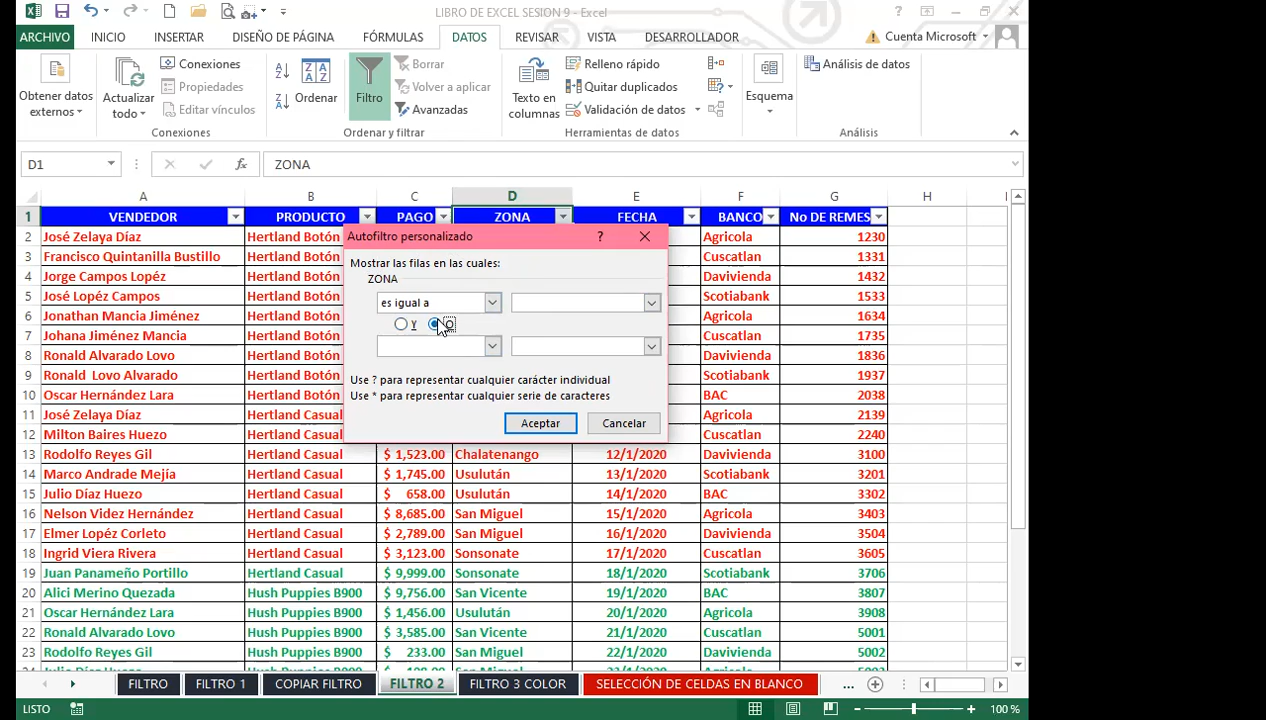 LIBRO DE EXCEL SESION 9 - Excel
ARCHIVO INICIO INSERTAR DISEÑO DE PÁGINA FÓRMULAS DATOS REVISAR VISTA DESARROLLADOR Cuenta Microsoft
Obtener datos externos
Actualizar todo
Conexiones
Propiedades
Editar vínculos
Conexiones
Ordenar
Filtro
Borrar
Volver a aplicar
Avanzadas
Ordenar y filtrar
Texto en columnas
Relleno rápido
Quitar duplicados
Validación de datos
Herramientas de datos
Esquema
Análisis de datos
Análisis
D1 fx ZONA
A B C D E F G H I
1 VENDEDOR PRODUCTO PAGO ZONA FECHA BANCO No DE REMES
2 José Zelaya Díaz Hertland Botón Agricola 1230
3 Francisco Quintanilla Bustillo Hertland Botón Cuscatlan 1331
4 Jorge Campos Lopéz Hertland Botón Davivienda 1432
5 José Lopéz Campos Hertland Botón Scotiabank 1533
6 Jonathan Mancia Jiménez Hertland Botón Agricola 1634
7 Johana Jiménez Mancia Hertland Botón Cuscatlan 1735
8 Ronald Alvarado Lovo Hertland Botón Davivienda 1836
9 Ronald Lovo Alvarado Hertland Botón Scotiabank 1937
10 Oscar Hernández Lara Hertland Botón BAC 2038
11 José Zelaya Díaz Hertland Casual Agricola 2139
12 Milton Baires Huezo Hertland Casual Cuscatlan 2240
13 Rodolfo Reyes Gil Hertland Casual $ 1,523.00 Chalatenango 12/1/2020 Davivienda 3100
14 Marco Andrade Mejía Hertland Casual $ 1,745.00 Usulután 13/1/2020 Scotiabank 3201
15 Julio Díaz Huezo Hertland Casual $ 658.00 Usulután 14/1/2020 BAC 3302
16 Nelson Videz Hernández Hertland Casual $ 8,685.00 San Miguel 15/1/2020 Agricola 3403
17 Elmer Lopéz Corleto Hertland Casual $ 2,789.00 San Miguel 16/1/2020 Davivienda 3504
18 Ingrid Viera Rivera Hertland Casual $ 3,123.00 Sonsonate 17/1/2020 Cuscatlan 3605
19 Juan Panameño Portillo Hertland Casual $ 9,999.00 Sonsonate 18/1/2020 Scotiabank 3706
20 Alici Merino Quezada Hush Puppies B900 $ 9,756.00 San Vicente 19/1/2020 BAC 3807
21 Oscar Hernández Lara Hush Puppies B900 $ 1,456.00 Usulután 20/1/2020 Agricola 3908
22 Ronald Alvarado Lovo Hush Puppies B900 $ 3,585.00 San Vicente 21/1/2020 Cuscatlan 5001
23 Rodolfo Reyes Gil Hush Puppies B900 $ 233.00 San Miguel 22/1/2020 Davivienda 5002
Autofiltro personalizado ?
Mostrar las filas en las cuales:
ZONA
es igual a
Y O
Use ? para representar cualquier carácter individual
Use * para representar cualquier serie de caracteres
Aceptar Cancelar
FILTRO FILTRO 1 COPIAR FILTRO FILTRO 2 FILTRO 3 COLOR SELECCIÓN DE CELDAS EN BLANCO ...
LISTO 100 %